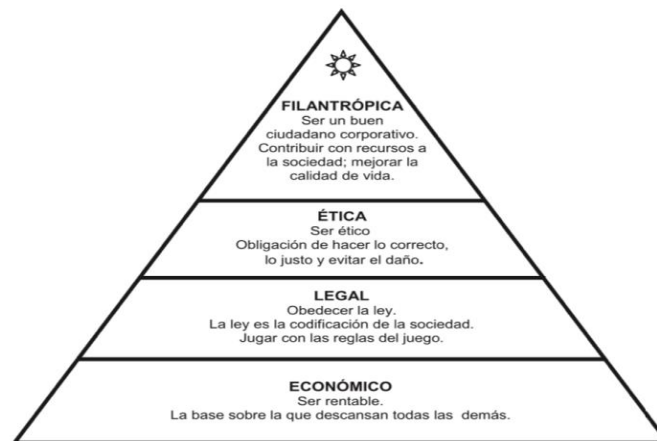 FILANTRÓPICA
Ser un buen
ciudadano corporativo.
Contribuir con recursos a
la sociedad; mejorar la
calidad de vida.
ÉTICA
Ser ético
Obligación de hacer lo correcto,
lo justo y evitar el daño.
LEGAL
Obedecer la ley.
La ley es la codificación de la sociedad.
Jugar con las reglas del juego.
ECONÓMICO
Ser rentable.
La base sobre la que descansan todas las demás.